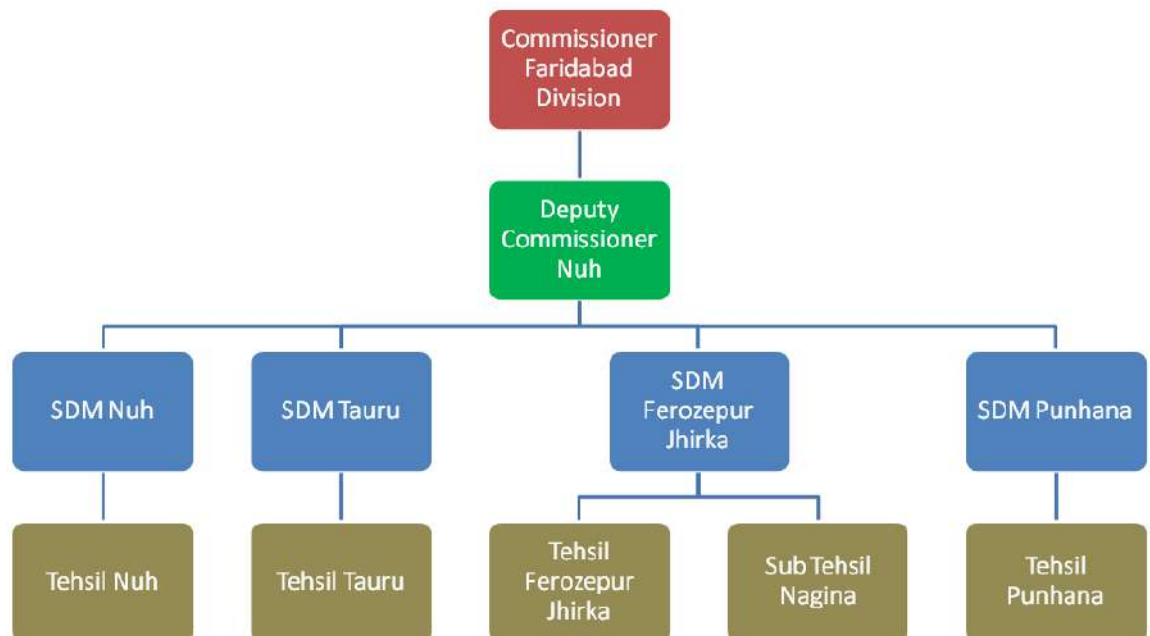 Commissioner
Faridabad
Division
Deputy
Commissioner
Nuh
SDM Nuh
SDM Tauru
SDM
Ferozepur
Jhirka
SDM Punhana
Tehsil Nuh
Tehsil Tauru
Tehsil
Ferozepur
Jhirka
Sub Tehsil
Nagina
Tehsil
Punhana